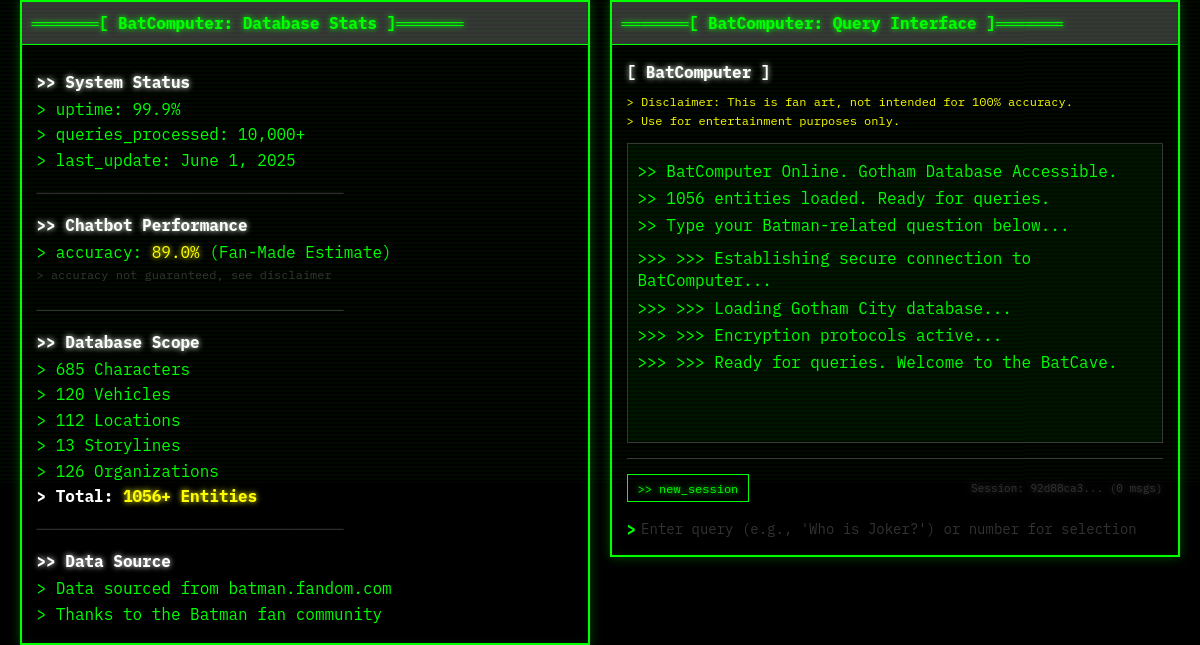 ═══════[ BatComputer: Database Stats ]═══════
>> System Status
> uptime: 99.9%
> queries_processed: 10,000+
> last_update: June 1, 2025
>> Chatbot Performance
> accuracy: 89.0% (Fan-Made Estimate)
> accuracy not guaranteed, see disclaimer
>> Database Scope
> 685 Characters
> 120 Vehicles
> 112 Locations
> 13 Storylines
> 126 Organizations
> Total: 1056+ Entities
>> Data Source
> Data sourced from batman.fandom.com
> Thanks to the Batman fan community
═══════[ BatComputer: Query Interface ]═══════
[ BatComputer ]
> Disclaimer: This is fan art, not intended for 100% accuracy.
> Use for entertainment purposes only.
>> BatComputer Online. Gotham Database Accessible.
>> 1056 entities loaded. Ready for queries.
>> Type your Batman-related question below...
>>> >>> Establishing secure connection to
BatComputer...
>>> >>> Loading Gotham City database...
>>> >>> Encryption protocols active...
>>> >>> Ready for queries. Welcome to the BatCave.
>> new_session
Session: 92d88ca3... (0 msgs)
> Enter query (e.g., 'Who is Joker?') or number for selection